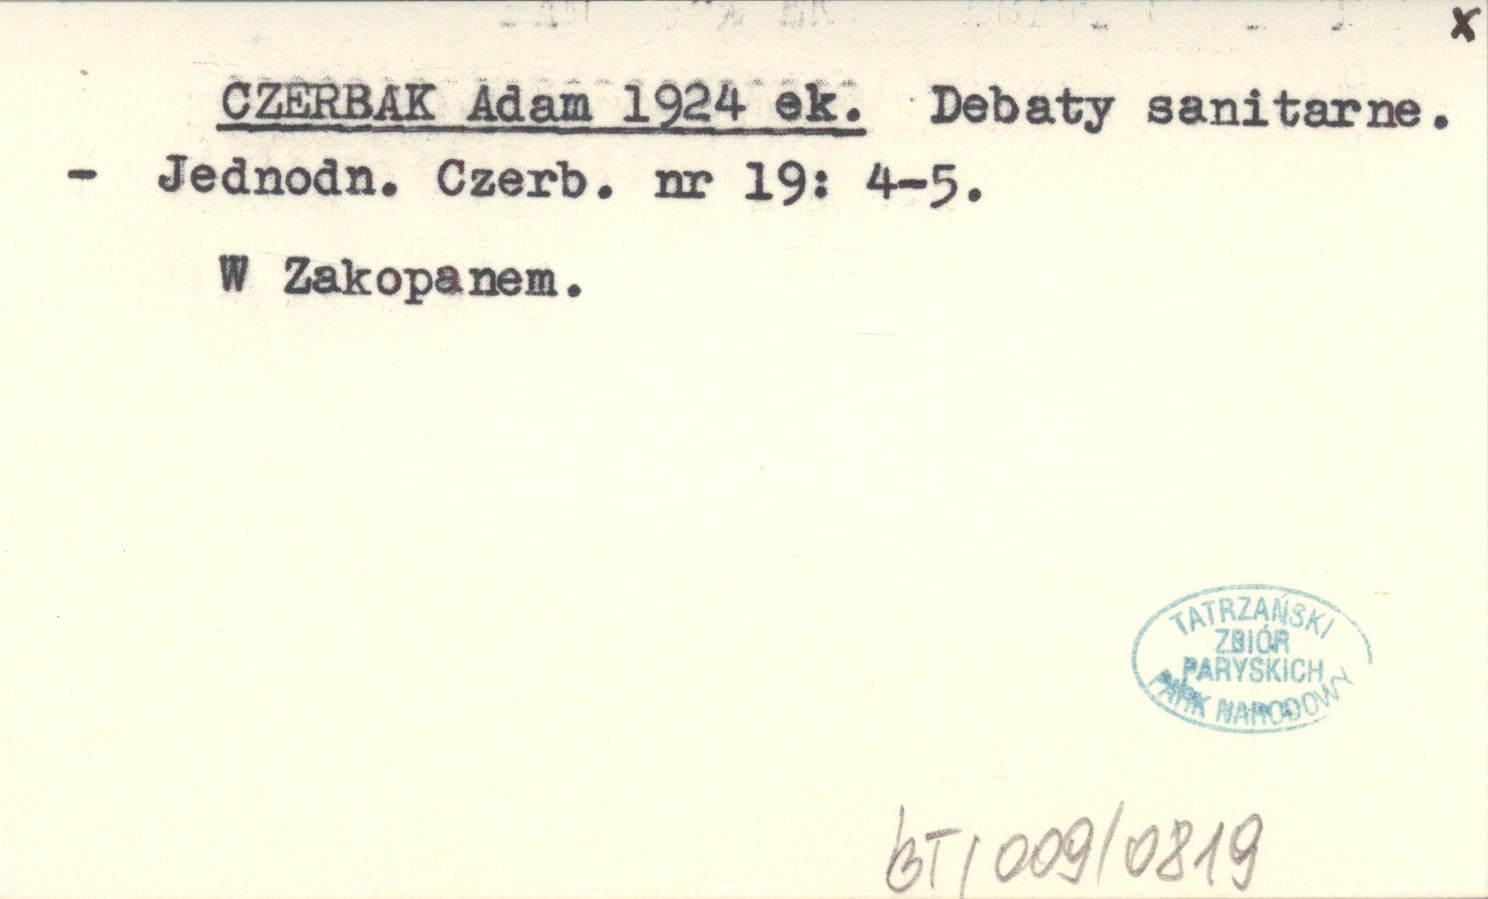 x
CZERBAK Adam 1924 ek. Debaty sanitarne.
- Jednodn. Czerb. nr 19: 4-5.
W Zakopanem.
TATRZAŃSKI
ZBIÓR
PARYSKICH
PARK NARODOWY
BT/009/0819